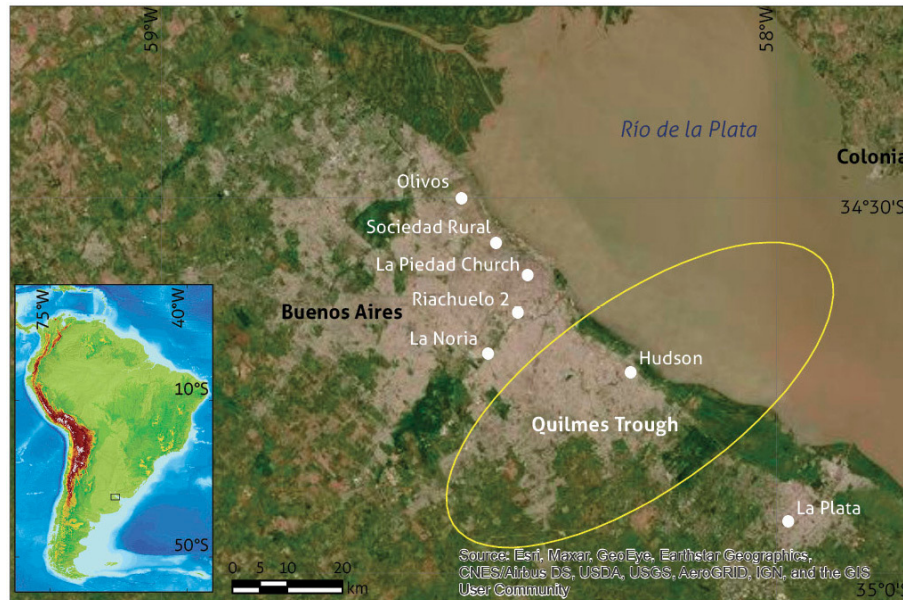 59°W
58°W
Río de la Plata
Colonia
Olivos
34°30'S
Sociedad Rural
La Piedad Church
Riachuelo 2
Buenos Aires
La Noria
Hudson
Quilmes Trough
La Plata
75°W
40°W
10°S
50°S
0 10 20
km
Source: Esri, Maxar, GeoEye, Earthstar Geographics,
CNES/Airbus DS, USDA, USGS, AeroGRID, IGN, and the GIS
User Community
35°0'S